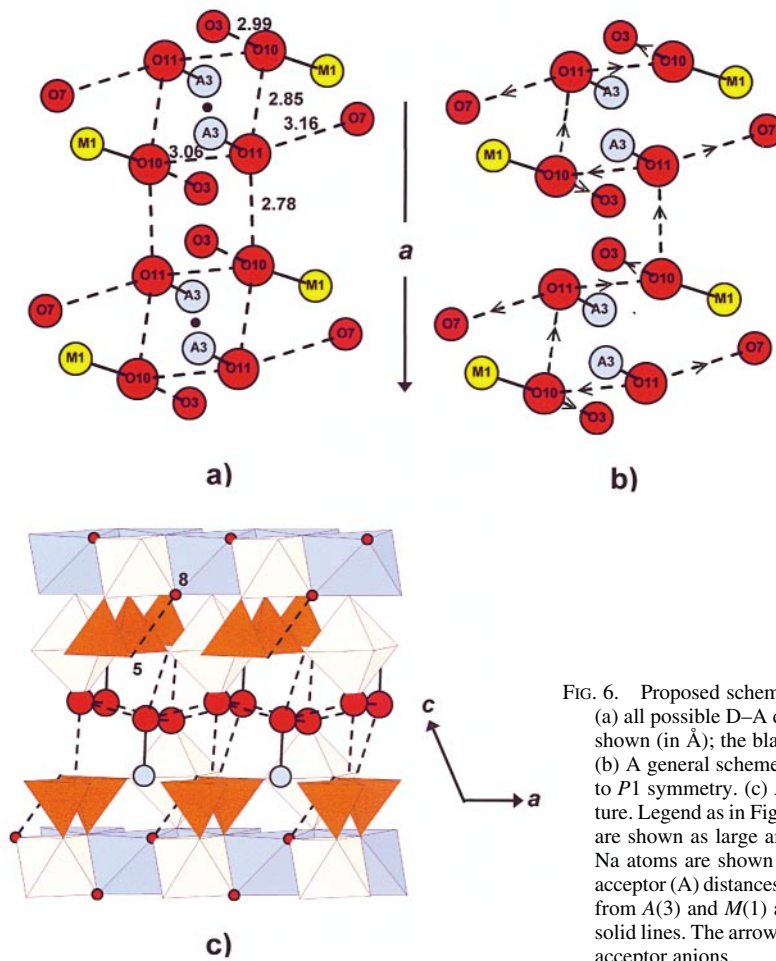 O3 2.99
O11 O10
A3 M1
O7 2.85
A3 3.16 O7
M1 3.06
O10 O11
O3 2.78
O3
O11 O10
A3 M1
O7
A3 O7
M1
O10 O11
O3
a
a)
O3
O11 O10
A3 M1
O7
O7
A3
M1 O11
O10
O3
O3
O11 O10
A3 M1
O7
O7
M1 A3
O10 O11
O3
b)
8
5
c
a
c)
FIG. 6. Proposed schem
(a) all possible D–A d
shown (in Å); the bla
(b) A general scheme
to P1 symmetry. (c) A
ture. Legend as in Fig
are shown as large an
Na atoms are shown
acceptor (A) distances
from A(3) and M(1) a
solid lines. The arrow
acceptor anions.